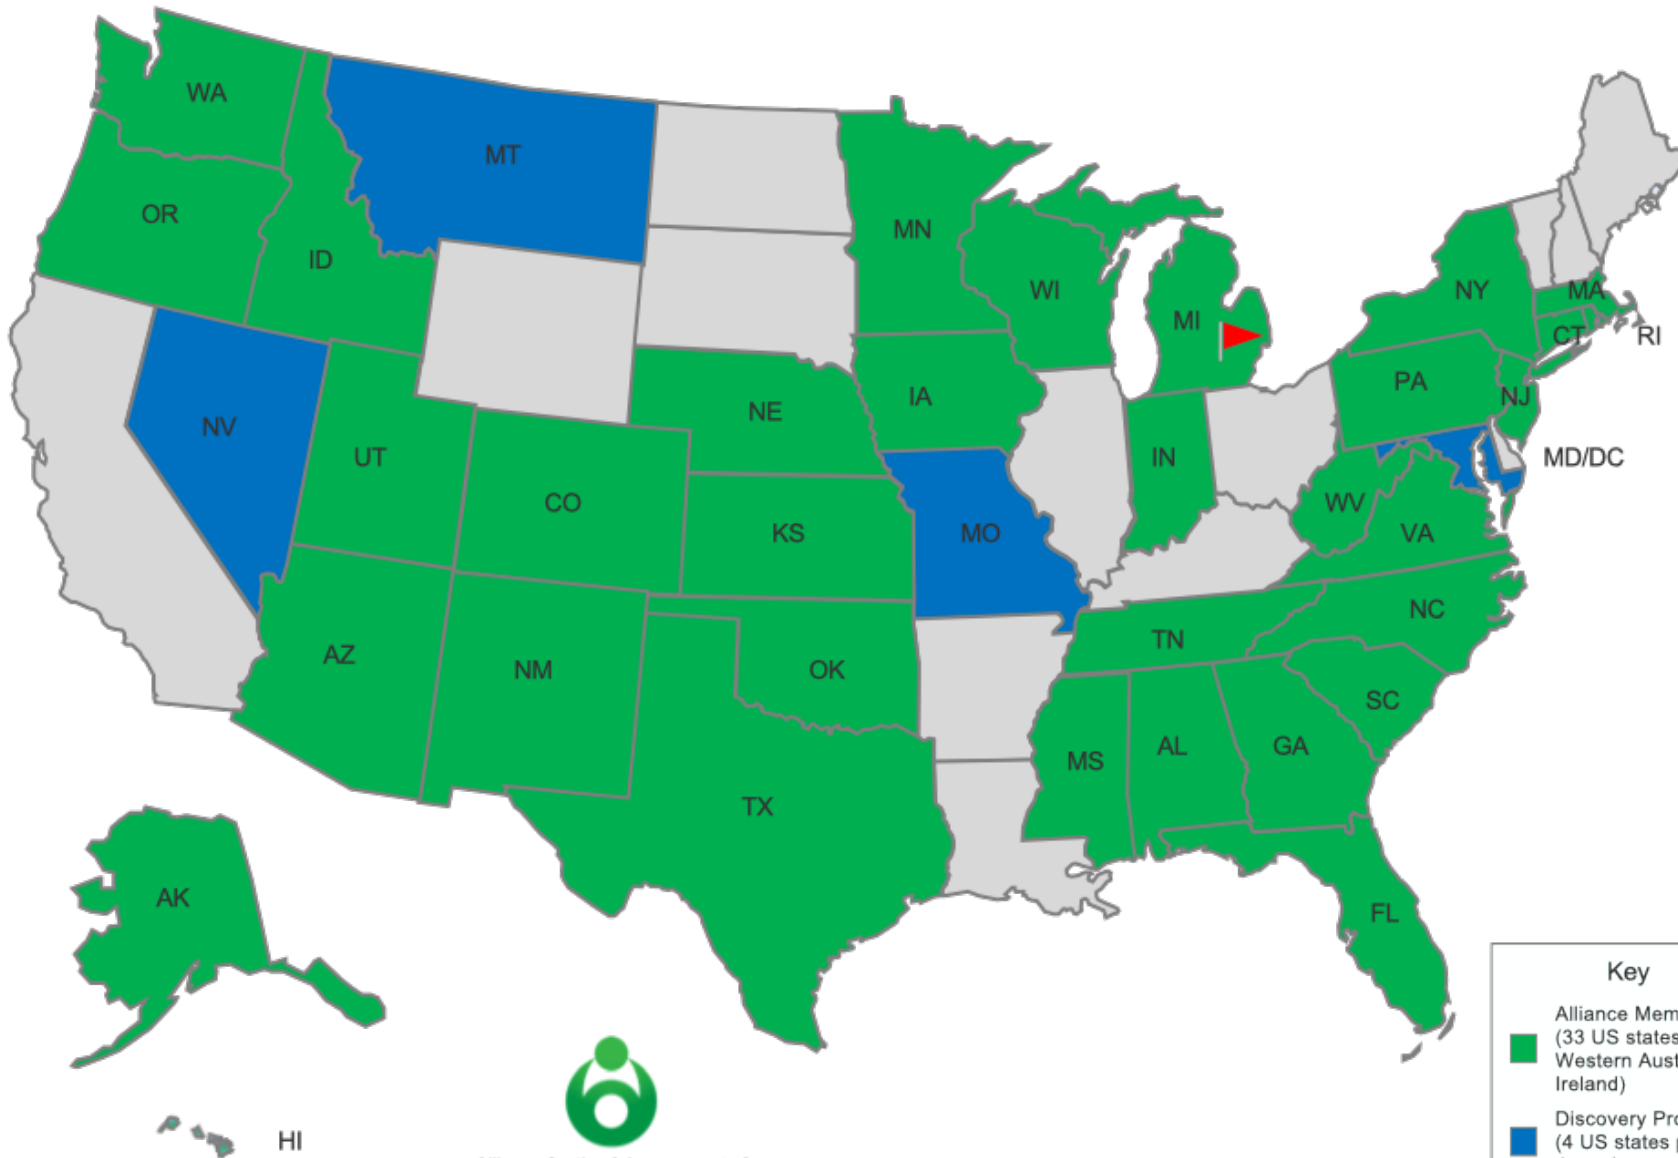 WA
MT
OR
ID
MN
WI
MI
NY
MA
CT
RI
NV
UT
CO
NE
IA
IN
PA
NJ
MD/DC
WV
VA
KS
MO
AZ
NM
OK
TN
NC
SC
MS
AL
GA
TX
AK
FL
HI
Key
Alliance Mem
(33 US states
Western Aust
Ireland)
Discovery Pro
(4 US states